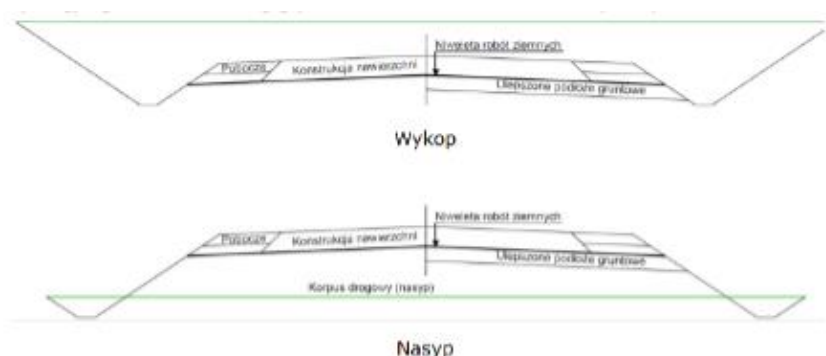 Niweleta robót ziemnych
Pobocze
Konstrukcja nawierzchni
Ulepszone podłoże gruntowe
Wykop
Niweleta robót ziemnych
Pobocze
Konstrukcja nawierzchni
Ulepszone podłoże gruntowe
Korpus drogowy (nasyp)
Nasyp